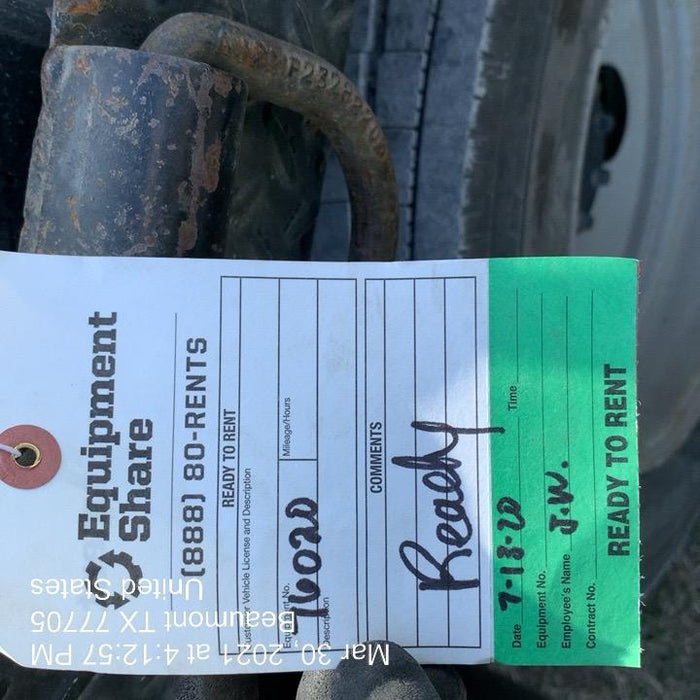 Equipment
Share
(888) 80-RENTS
READY TO RENT
Customer Vehicle License and Description
Equipment No. 76020
Mileage/Hours
Description
COMMENTS
Ready
Date 7-18-20 Time
Equipment No.
Employee's Name J.W.
Contract No.
READY TO RENT
Mar 30, 2021 at 4:12:57 PM
Beaumont TX 77705
United States